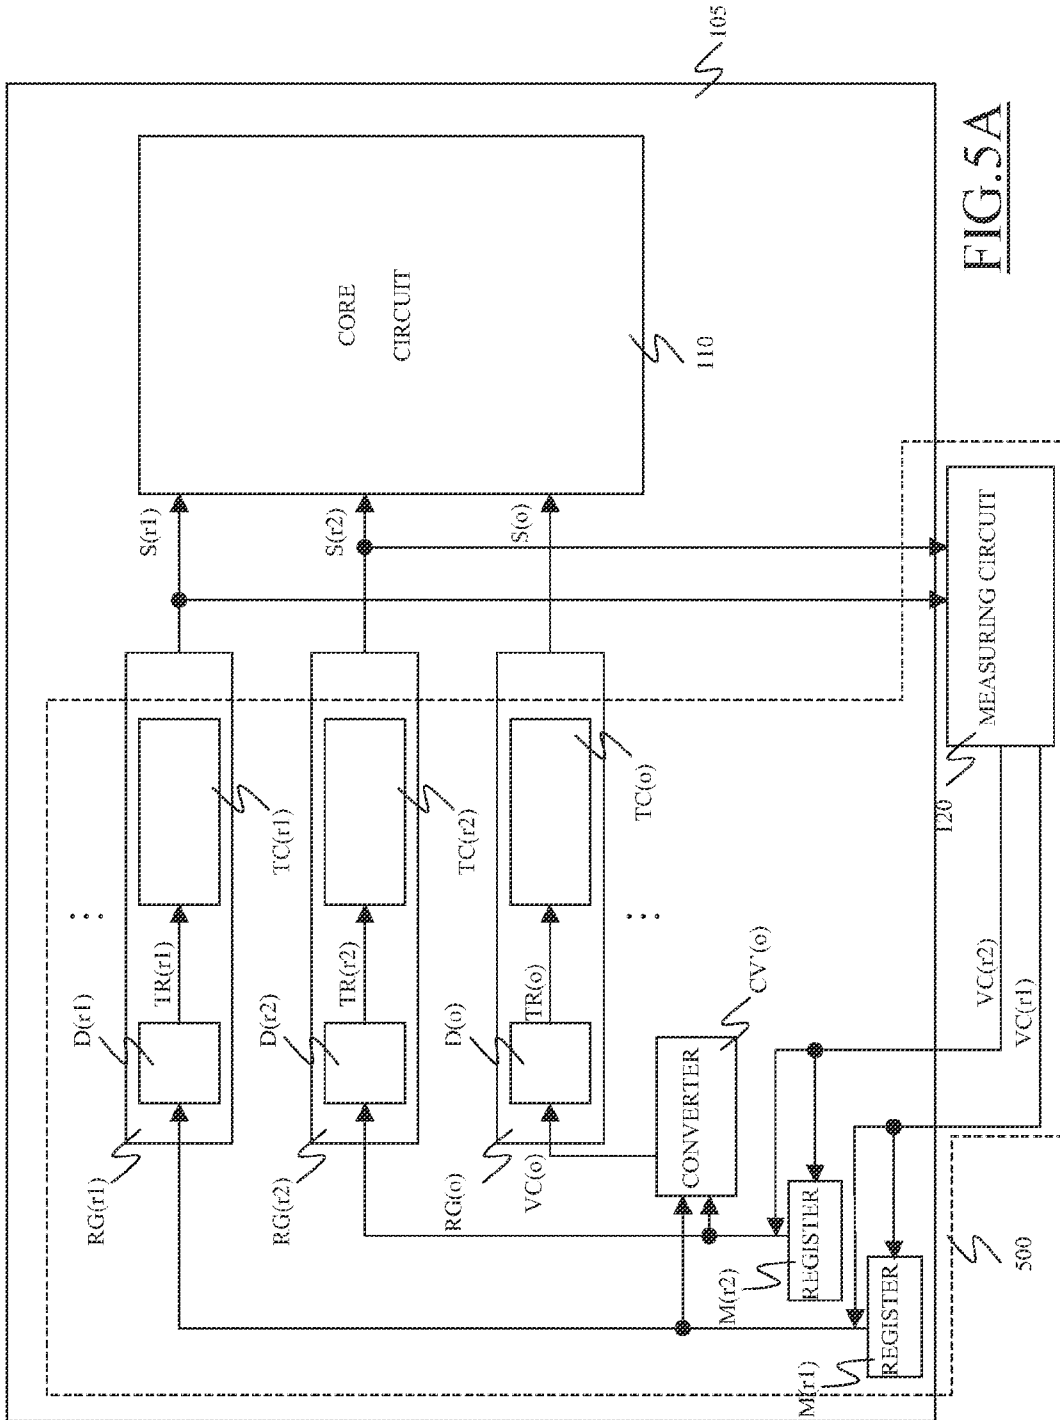 105
CORE
CIRCUIT
110
S(r1)
S(r2)
S(o)
MEASURING CIRCUIT
120
TC(r1)
TC(r2)
TC(o)
. . .
. . .
D(r1)
TR(r1)
D(r2)
TR(r2)
D(o)
TR(o)
RG(r1)
RG(r2)
RG(o)
VC(o)
CONVERTER
CV'(o)
VC(r2)
VC(r1)
M(r2)
REGISTER
M(r1)
REGISTER
500
FIG.5A